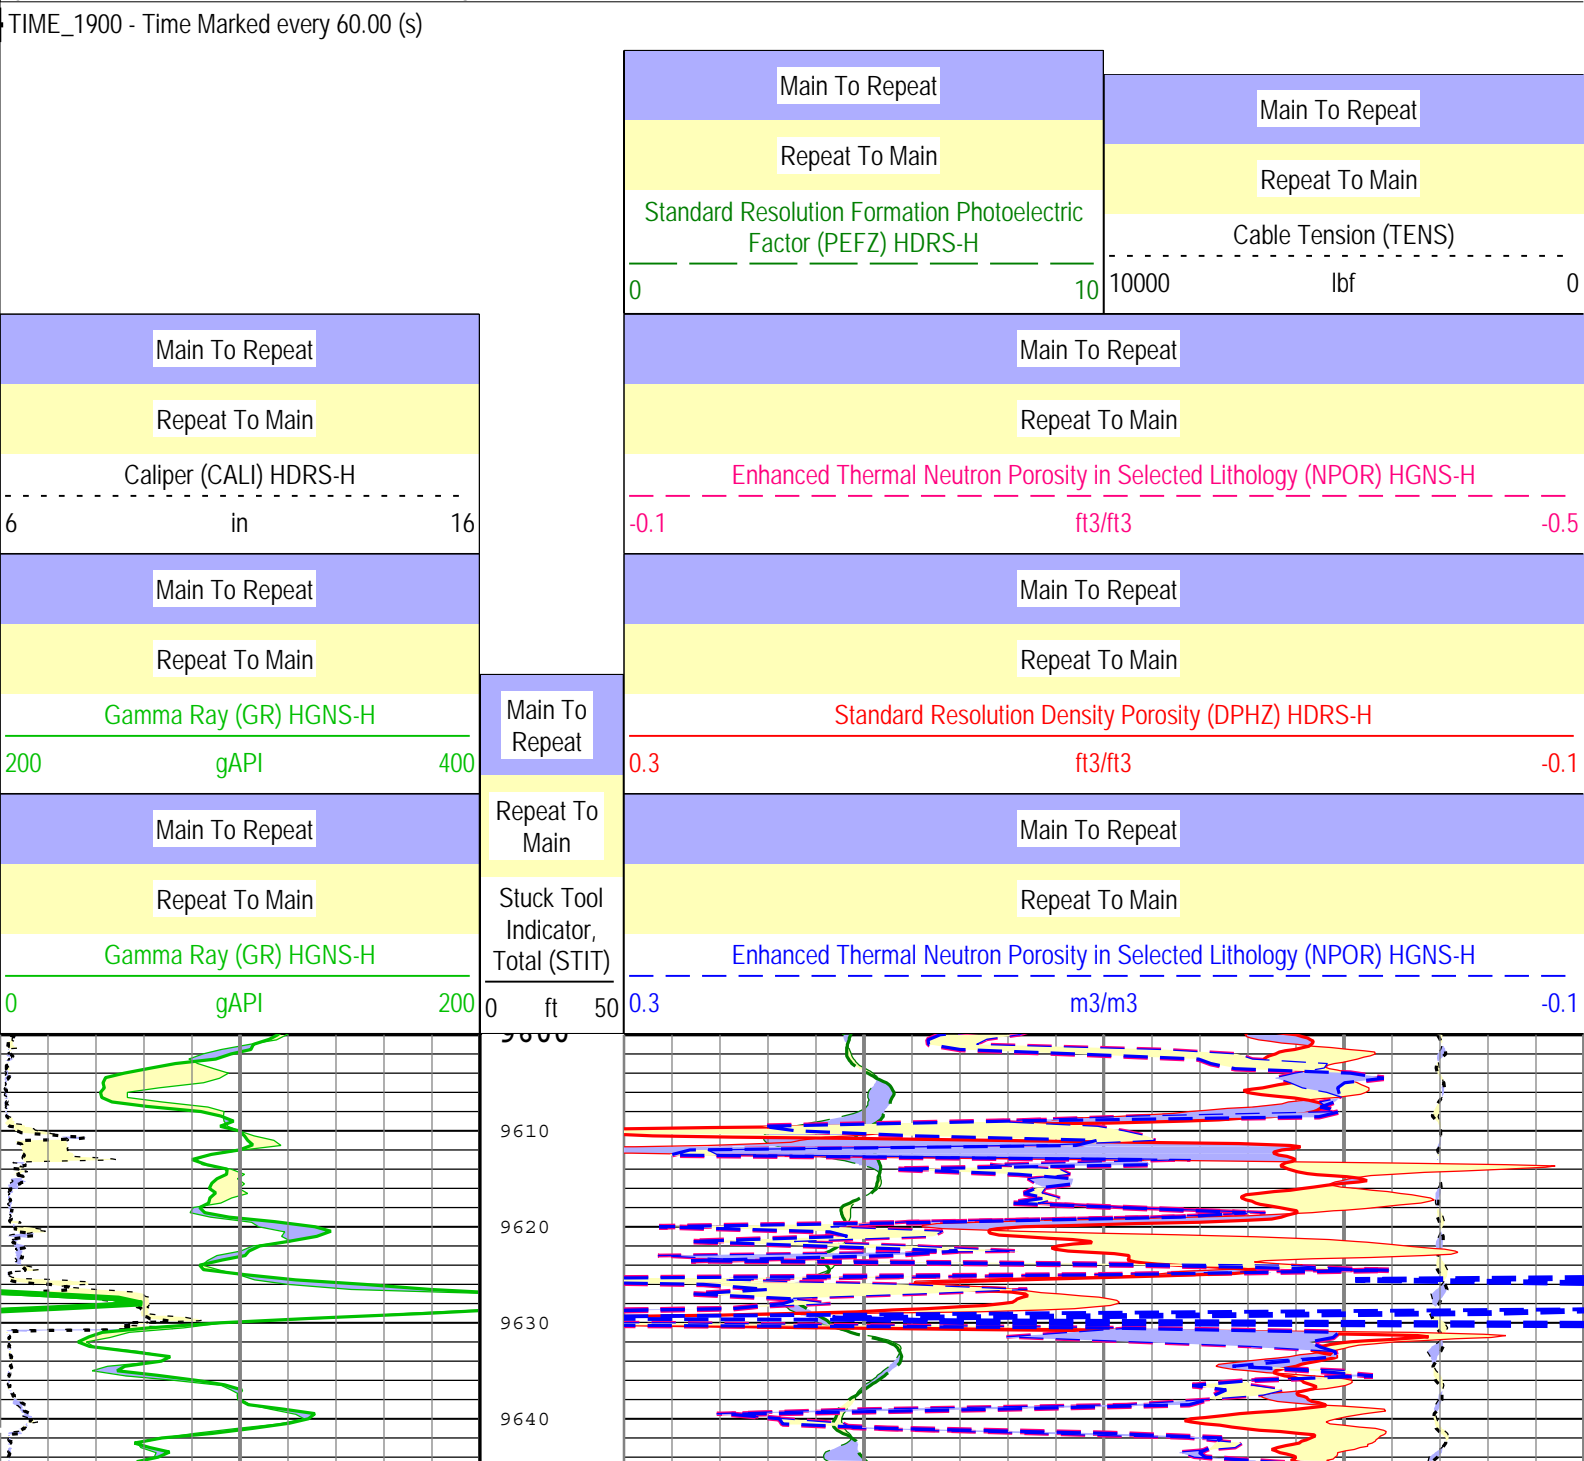 TIME_1900 - Time Marked every 60.00 (s)
Main To Repeat
Repeat To Main
Standard Resolution Formation Photoelectric
Factor (PEFZ) HDRS-H
0 10
Main To Repeat
Repeat To Main
Cable Tension (TENS)
10000 lbf 0
Main To Repeat
Repeat To Main
Caliper (CALI) HDRS-H
6 in 16
Main To Repeat
Repeat To Main
Enhanced Thermal Neutron Porosity in Selected Lithology (NPOR) HGNS-H
-0.1 ft3/ft3 -0.5
Main To Repeat
Repeat To Main
Gamma Ray (GR) HGNS-H
200 gAPI 400
Main To Repeat
Repeat To Main
Standard Resolution Density Porosity (DPHZ) HDRS-H
0.3 ft3/ft3 -0.1
Main To Repeat
Repeat To Main
Gamma Ray (GR) HGNS-H
0 gAPI 200
Main To
Repeat
Repeat To
Main
Stuck Tool
Indicator,
Total (STIT)
0 ft 50
Main To Repeat
Repeat To Main
Enhanced Thermal Neutron Porosity in Selected Lithology (NPOR) HGNS-H
0.3 m3/m3 -0.1
9600
9610
9620
9630
9640